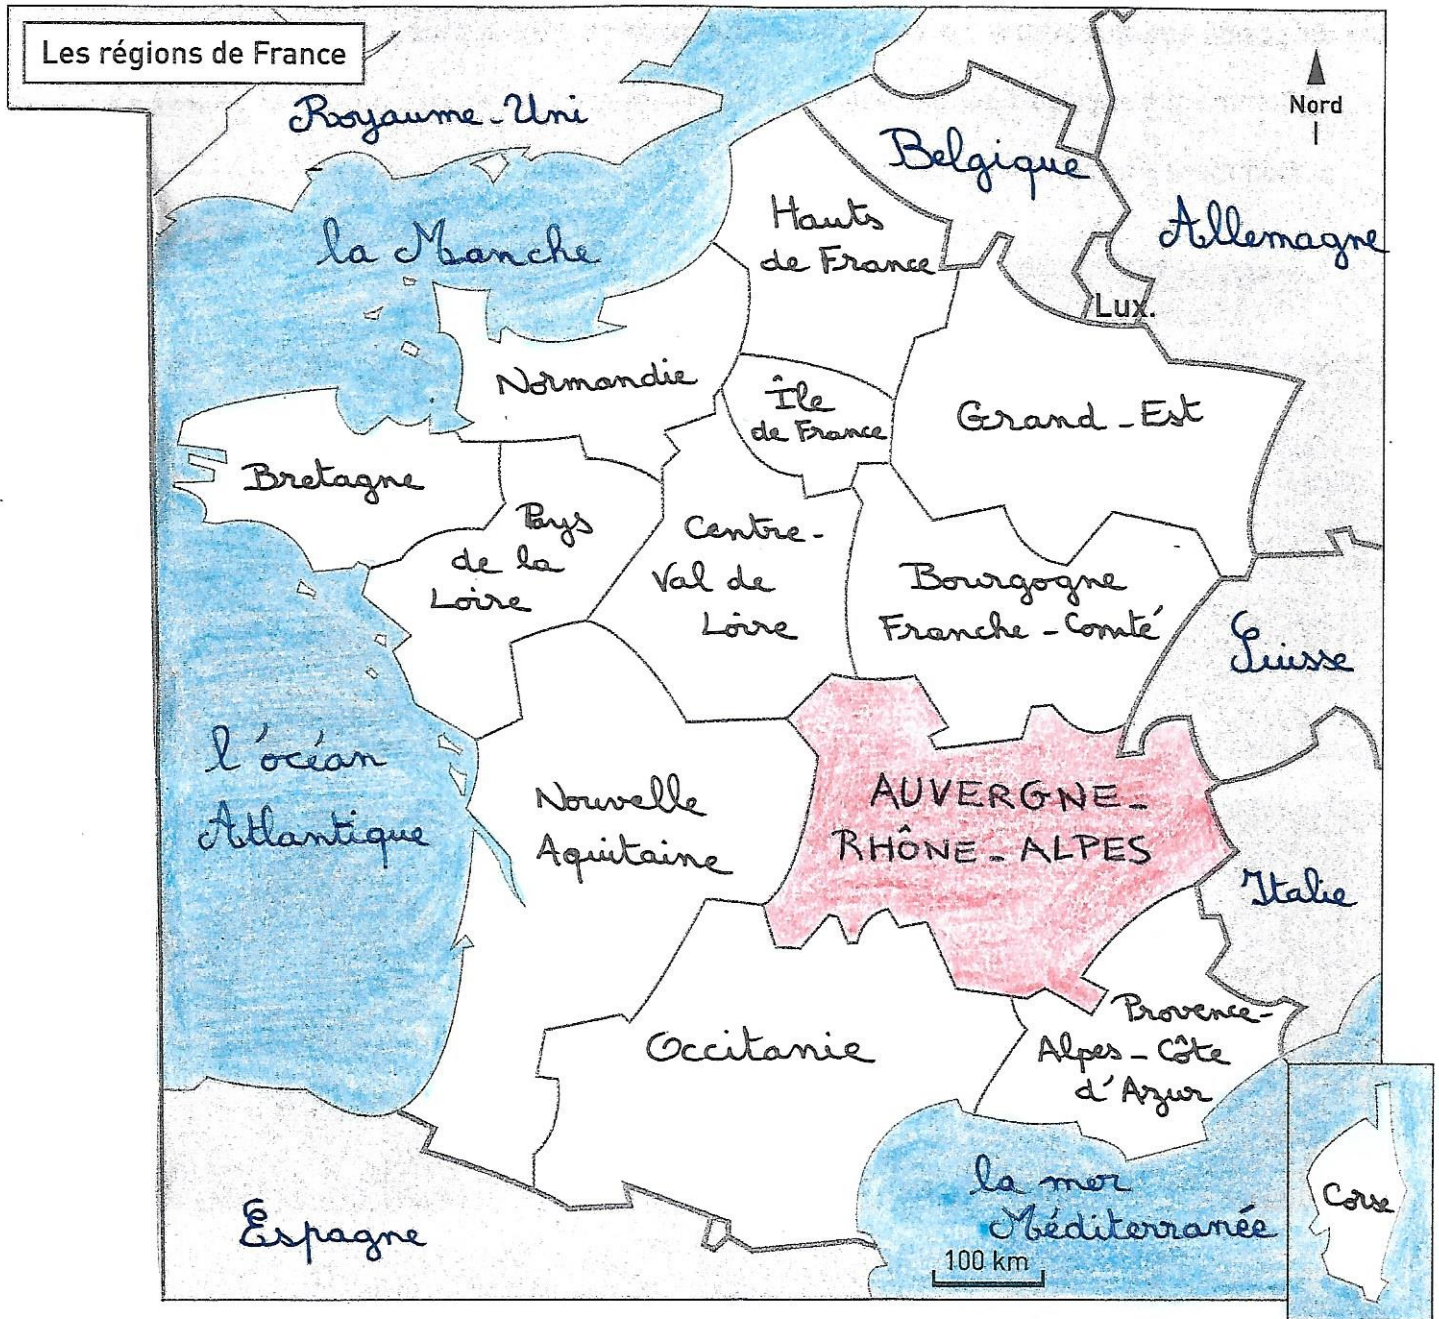 Les régions de France
Nord
Royaume-Uni
Belgique
Allemagne
la Manche
Hauts
de France
Lux.
Normandie
Île
de France
Grand-Est
Bretagne
Pays
de la
Loire
Centre-
Val de
Loire
Bourgogne
Franche-Comté
Suisse
l'océan
Atlantique
Nouvelle
Aquitaine
AUVERGNE-
RHÔNE-ALPES
Italie
Occitanie
Provence-
Alpes-Côte
d'Azur
la mer
Méditerranée
Corse
Espagne
100 km